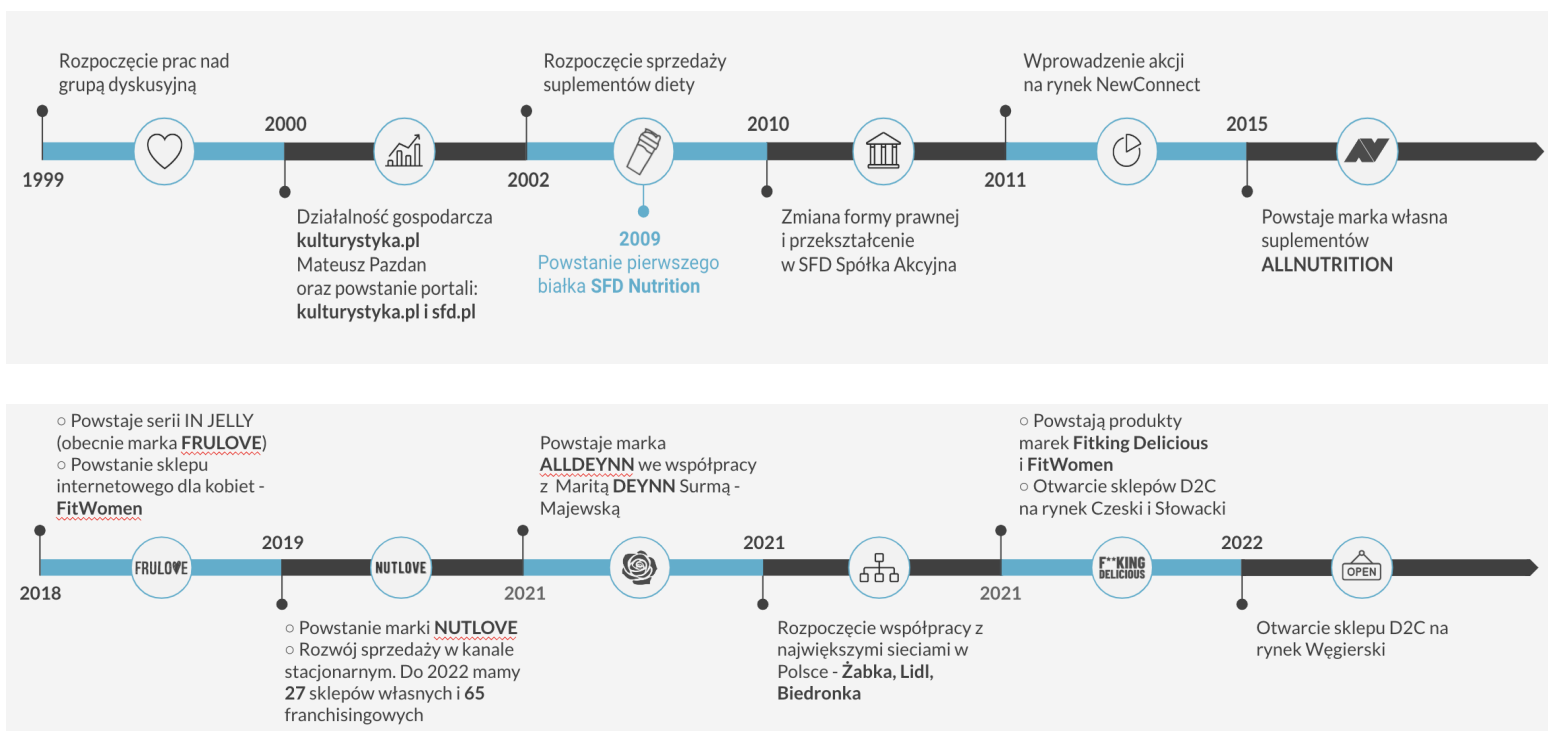 Rozpoczęcie prac nad
grupą dyskusyjną
1999
2000
Działalność gospodarcza
kulturystyka.pl
Mateusz Pazdan
oraz powstanie portali:
kulturystyka.pl i sfd.pl
Rozpoczęcie sprzedaży
suplementów diety
2002
2009
Powstanie pierwszego
białka SFD Nutrition
2010
Zmiana formy prawnej
i przekształcenie
w SFD Spółka Akcyjna
Wprowadzenie akcji
na rynek NewConnect
2011
2015
Powstaje marka własna
suplementów
ALLNUTRITION
○ Powstaje serii IN JELLY
(obecnie marka FRULOVE)
○ Powstanie sklepu
internetowego dla kobiet -
FitWomen
2018
FRULOVE
2019
NUTLOVE
○ Powstanie marki NUTLOVE
○ Rozwój sprzedaży w kanale
stacjonarnym. Do 2022 mamy
27 sklepów własnych i 65
franchisingowych
Powstaje marka
ALLDEYNN we współpracy
z Maritą DEYNN Surmą -
Majewską
2021
2021
Rozpoczęcie współpracy z
największymi sieciami w
Polsce - Żabka, Lidl,
Biedronka
○ Powstają produkty
marek Fitking Delicious
i FitWomen
○ Otwarcie sklepów D2C
na rynek Czeski i Słowacki
2021
F**KING
DELICIOUS
2022
OPEN
Otwarcie sklepu D2C na
rynek Węgierski